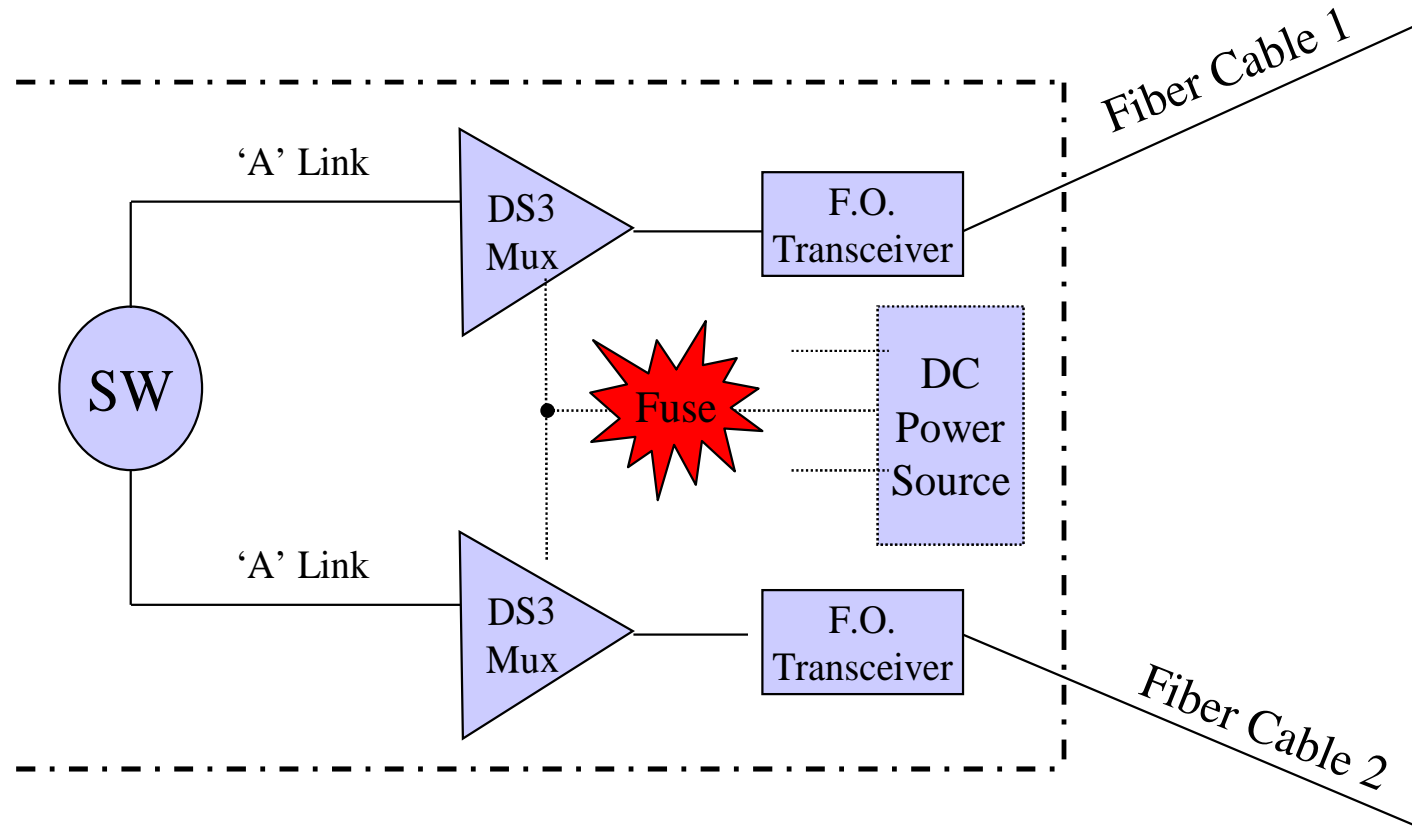 Fiber Cable 1
‘A’ Link
DS3
Mux
F.O.
Transceiver
SW
Fuse
DC
Power
Source
‘A’ Link
DS3
Mux
F.O.
Transceiver
Fiber Cable 2